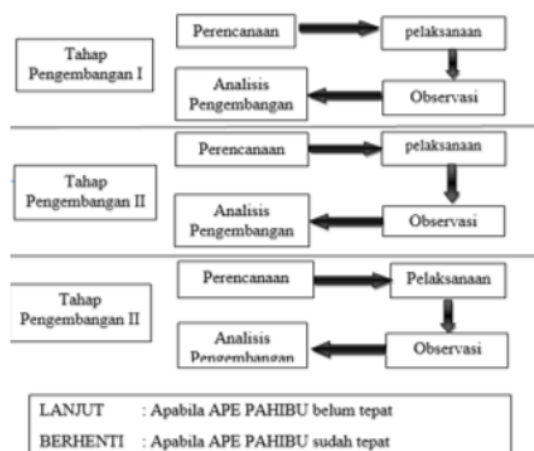 Tahap
Pengembangan I
Perencanaan
pelaksanaan
Analisis
Pengembangan
Observasi
Tahap
Pengembangan II
Perencanaan
pelaksanaan
Analisis
Pengembangan
Observasi
Tahap
Pengembangan II
Perencanaan
Pelaksanaan
Analisis
Pengembangan
Observasi
LANJUT : Apabila APE PAHIBU belum tepat
BERHENTI : Apabila APE PAHIBU sudah tepat